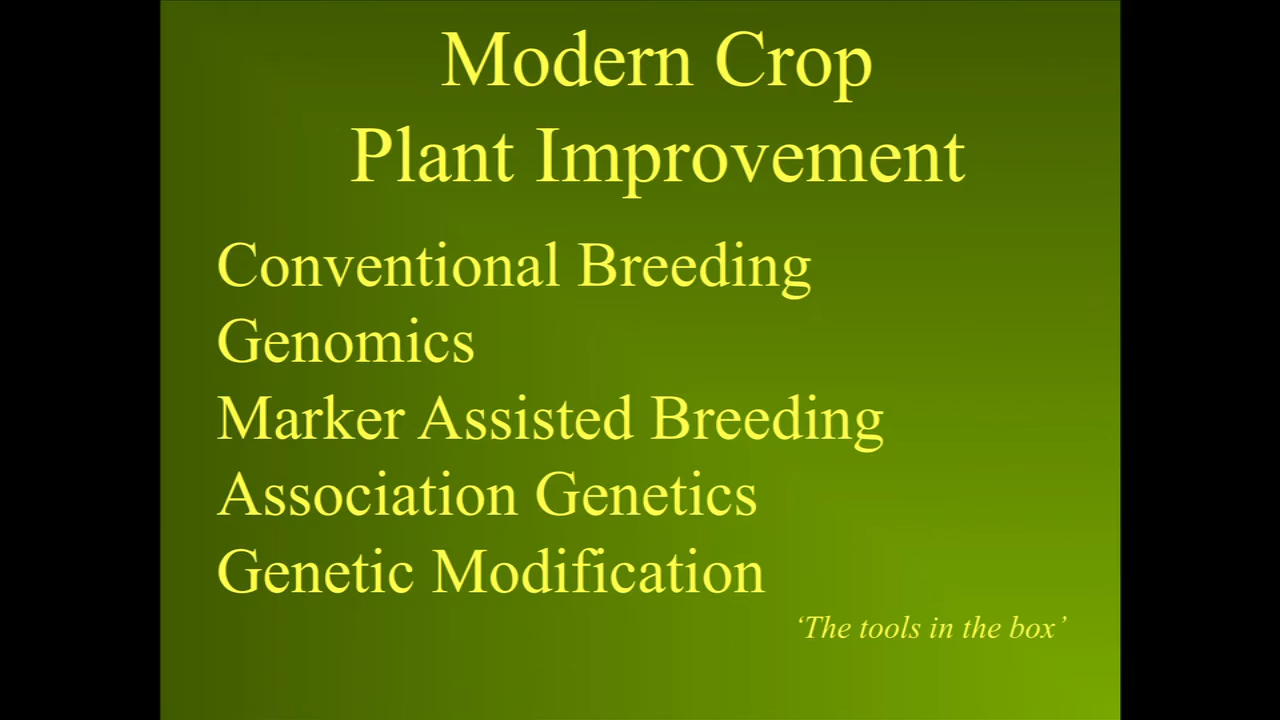 Modern Crop
Plant Improvement
Conventional Breeding
Genomics
Marker Assisted Breeding
Association Genetics
Genetic Modification
‘The tools in the box’